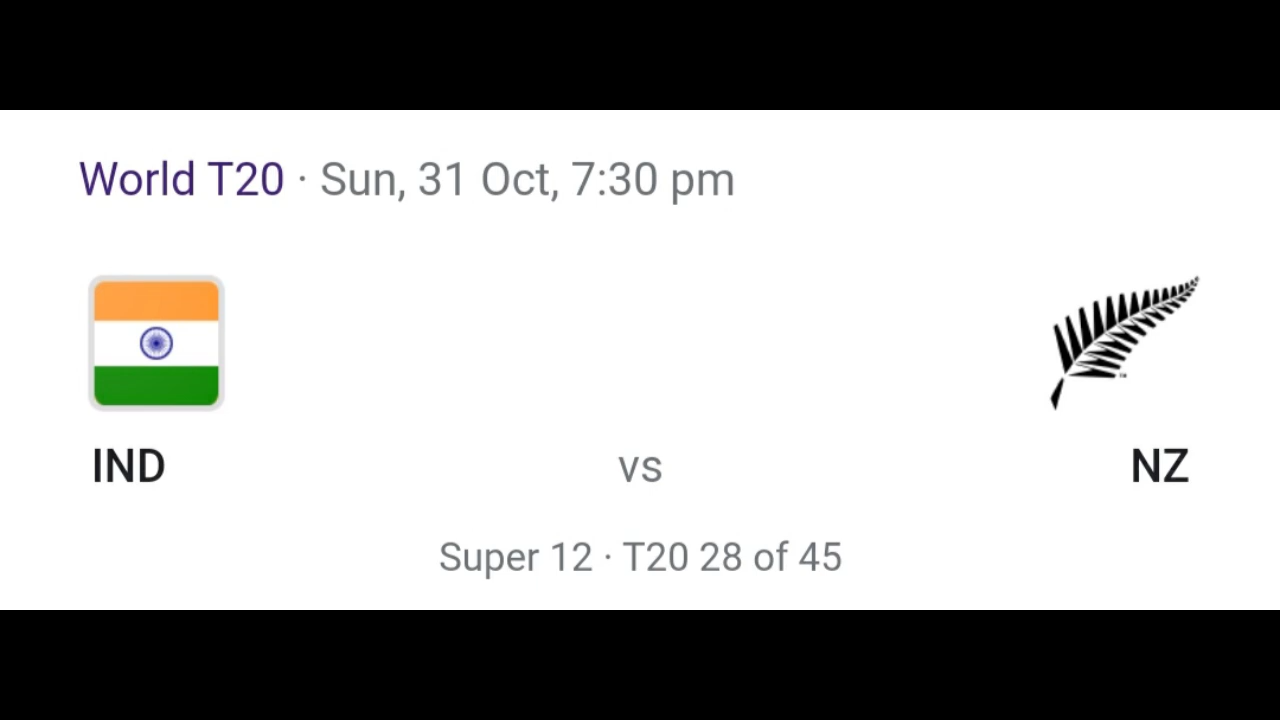 World T20 · Sun, 31 Oct, 7:30 pm
IND vs NZ
Super 12 · T20 28 of 45